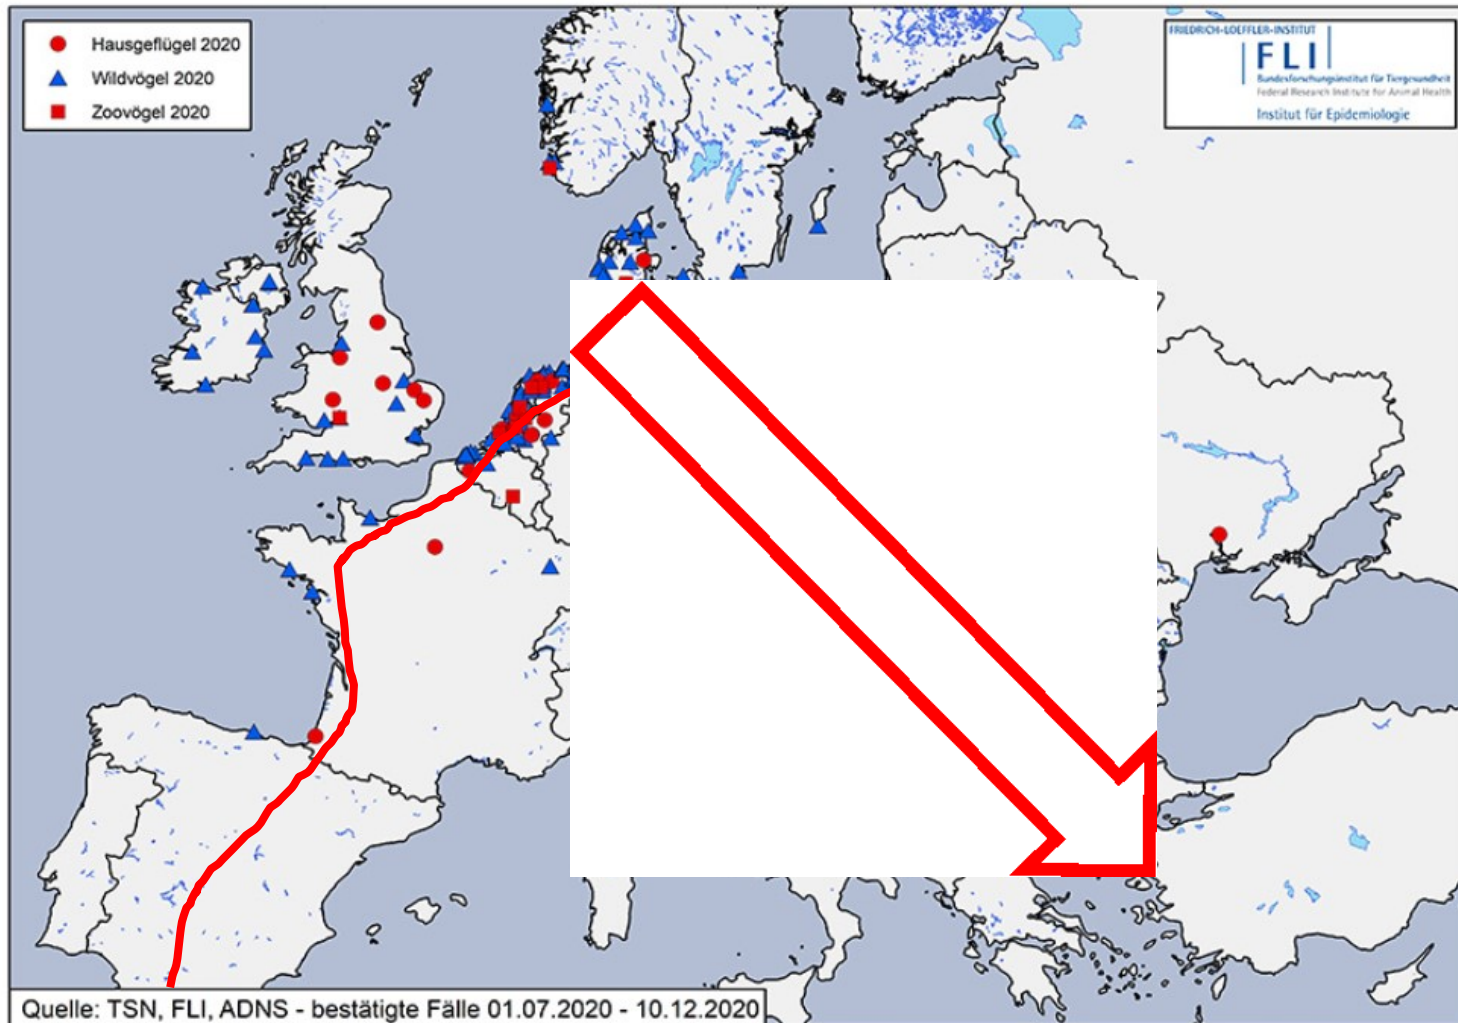 Hausgeflügel 2020
Wildvögel 2020
Zoovögel 2020
FRIEDRICH-LOEFFLER-INSTITUT
FLI
Bundesforschungsinstitut für Tiergesundheit
Federal Research Institute for Animal Health
Institut für Epidemiologie
Quelle: TSN, FLI, ADNS - bestätigte Fälle 01.07.2020 - 10.12.2020